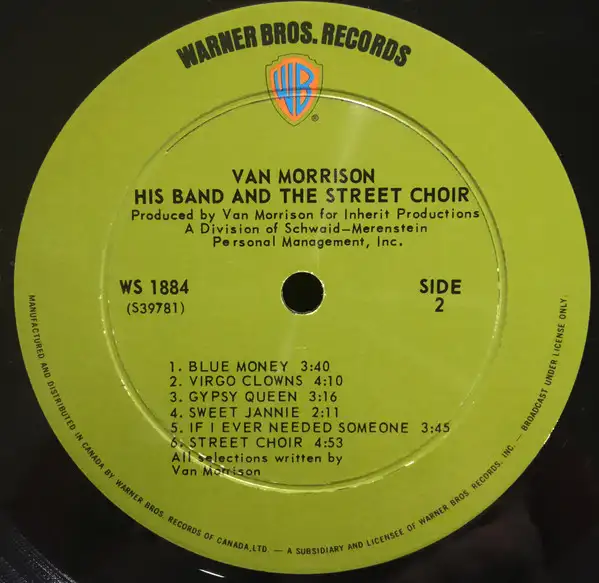 WARNER BROS. RECORDS
WB
®
VAN MORRISON
HIS BAND AND THE STREET CHOIR
Produced by Van Morrison for Inherit Productions
A Division of Schwaid—Merenstein
Personal Management, Inc.
WS 1884
(S39781)
SIDE
2
1. BLUE MONEY 3:40
2. VIRGO CLOWNS 4:10
3. GYPSY QUEEN 3:16
4. SWEET JANNIE 2:11
5. IF I EVER NEEDED SOMEONE 3:45
6. STREET CHOIR 4:53
All selections written by
Van Morrison
MANUFACTURED AND DISTRIBUTED IN CANADA BY WARNER BROS. RECORDS OF CANADA, LTD. — A SUBSIDIARY AND LICENSEE OF WARNER BROS. RECORDS, INC. — BROADCAST UNDER LICENSE ONLY.